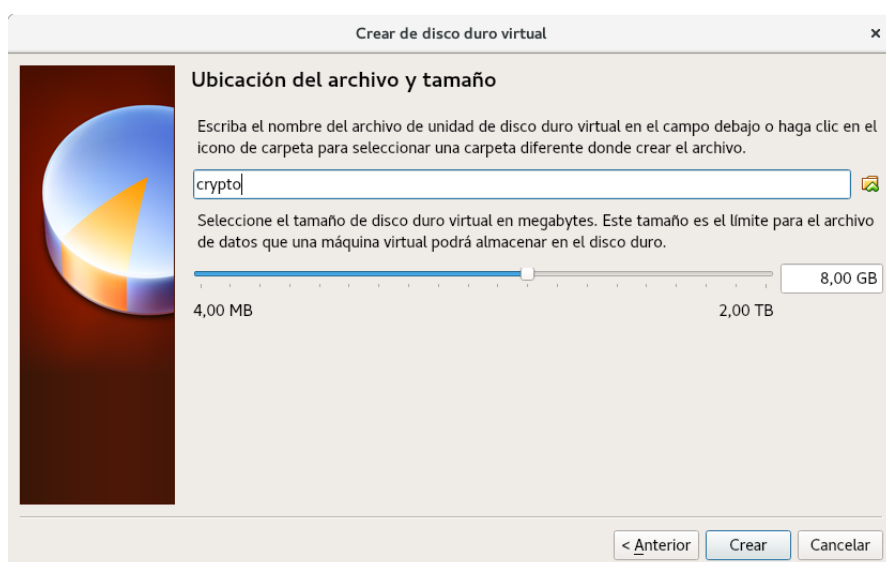 Crear de disco duro virtual
Ubicación del archivo y tamaño
Escriba el nombre del archivo de unidad de disco duro virtual en el campo debajo o haga clic en el
icono de carpeta para seleccionar una carpeta diferente donde crear el archivo.
crypto
Seleccione el tamaño de disco duro virtual en megabytes. Este tamaño es el límite para el archivo
de datos que una máquina virtual podrá almacenar en el disco duro.
8,00 GB
4,00 MB 2,00 TB
< Anterior Crear Cancelar